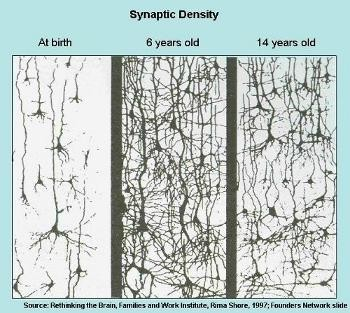 Synaptic Density
At birth 6 years old 14 years old
Source: Rethinking the Brain, Families and Work Institute, Rima Shore, 1997; Founders Network slide